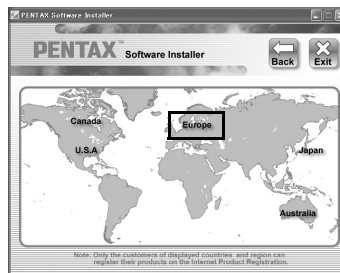 PENTAX Software Installer
PENTAX™ Software Installer
Back
Exit
Canada
Europe
U.S.A
Japan
Australia
Note: Only the customers of displayed countries and region can
register their products on the Internet Product Registration.